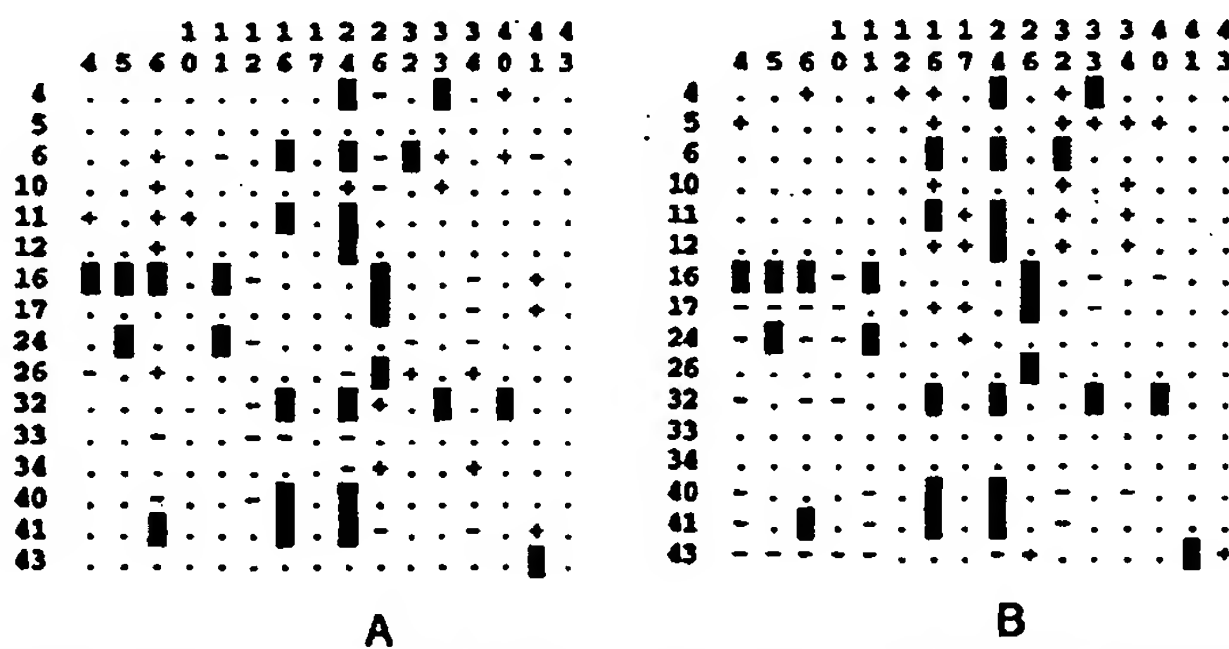 1 1 1 1 1 2 2 3 3 3 4 4 4 1 1 1 1 1 2 2 3 3 3 4 4 4
4 5 6 0 1 2 6 7 4 6 2 3 4 0 1 3 4 5 6 0 1 2 6 7 4 6 2 3 4 0 1 3
4 . . . . . . . . █ - . █ . + . . 4 . . + . . + + . █ . + █ . . . .
5 . . . . . . . . . . . . . . . . 5 + . . . . . + . . . + + + + . .
6 . . + . - . █ . █ - █ + . + - . 6 . . . . . . █ . █ . █ . . . . .
10 . . + . . . . . + - . + . . . . 10 . . . . . . + . . . + . + . . .
11 + . + + . . █ . █ . . . . . . . 11 . . . . . . █ + █ . + . + . . .
12 . . + . . . . . █ . . . . . . . 12 . . . . . . + + █ . + . + . . .
16 █ █ █ . █ - . . . █ . . - . + . 16 █ █ █ - █ . . . . █ . - . - . .
17 . . . . . . . . . █ . . - . + . 17 - - - - . . + + . █ . - . . . .
24 . █ . . █ - . . . . - . - . . . 24 - █ - - █ . . + . . . . . . . .
26 - . + . . . . . - █ + . + . . . 26 . . . . . . . . . █ . . . . . .
32 . . . . . - █ . █ + . █ . █ . . 32 - . - - . . █ . █ . . █ . █ . .
33 . . - . . - - . - . . . . . . . 33 . . . . . . . . . . . . . . . .
34 . . . . . . . . - + . . + . . . 34 . . . . . . . . . . . . . . . .
40 . . - . . - █ . █ . . . . . . . 40 - . . . - . █ . █ . - . - . . .
41 . . █ . . . █ . █ - . . - . + . 41 - . █ . - . █ . █ . - . . . . .
43 . . . . . . . . . . . . . . █ . 43 - - - - - . . . - + . . . . █ +
A B